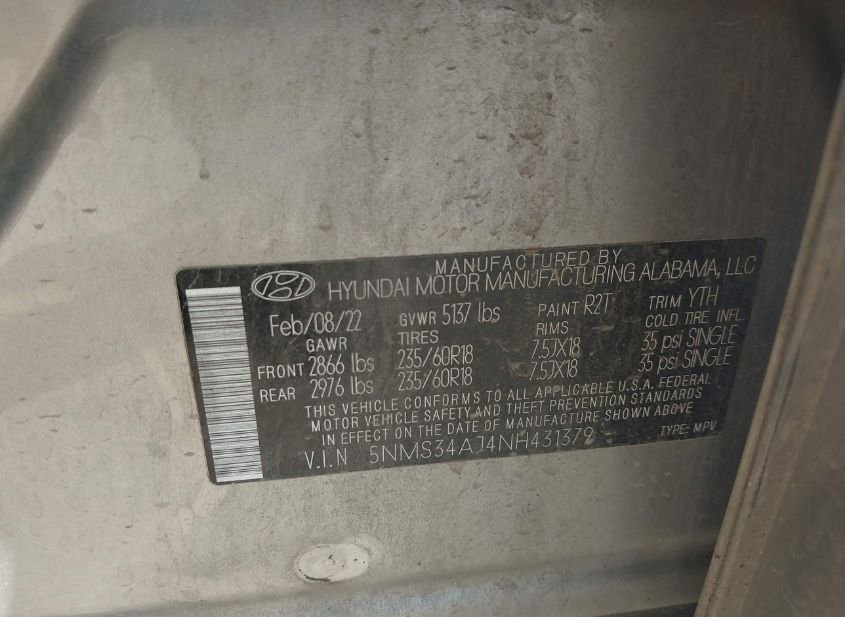 MANUFACTURED BY
HYUNDAI MOTOR MANUFACTURING ALABAMA, LLC
Feb/08/22 GVWR 5137 lbs PAINT R2T TRIM YTH
GAWR TIRES RIMS COLD TIRE INFL
FRONT 2866 lbs 235/60R18 7.5JX18 35 psi SINGLE
REAR 2976 lbs 235/60R18 7.5JX18 35 psi SINGLE
THIS VEHICLE CONFORMS TO ALL APPLICABLE U.S.A. FEDERAL
MOTOR VEHICLE SAFETY AND THEFT PREVENTION STANDARDS
IN EFFECT ON THE DATE OF MANUFACTURE SHOWN ABOVE
V.I.N 5NMS34AJ4NH431379 TYPE: MPV